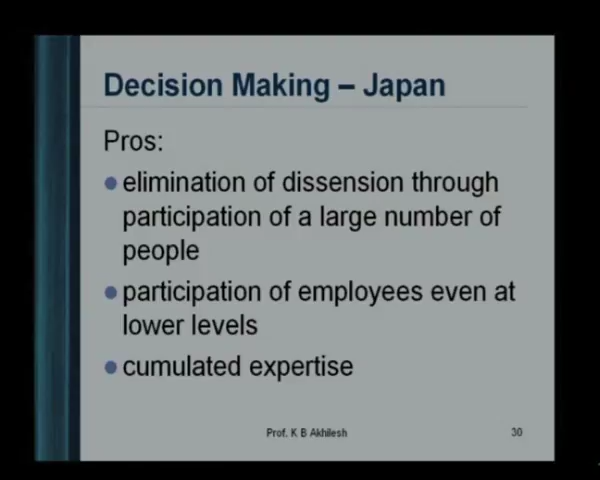 Decision Making – Japan
Pros:
elimination of dissension through
participation of a large number of
people
participation of employees even at
lower levels
cumulated expertise
Prof. K B Akhilesh
30